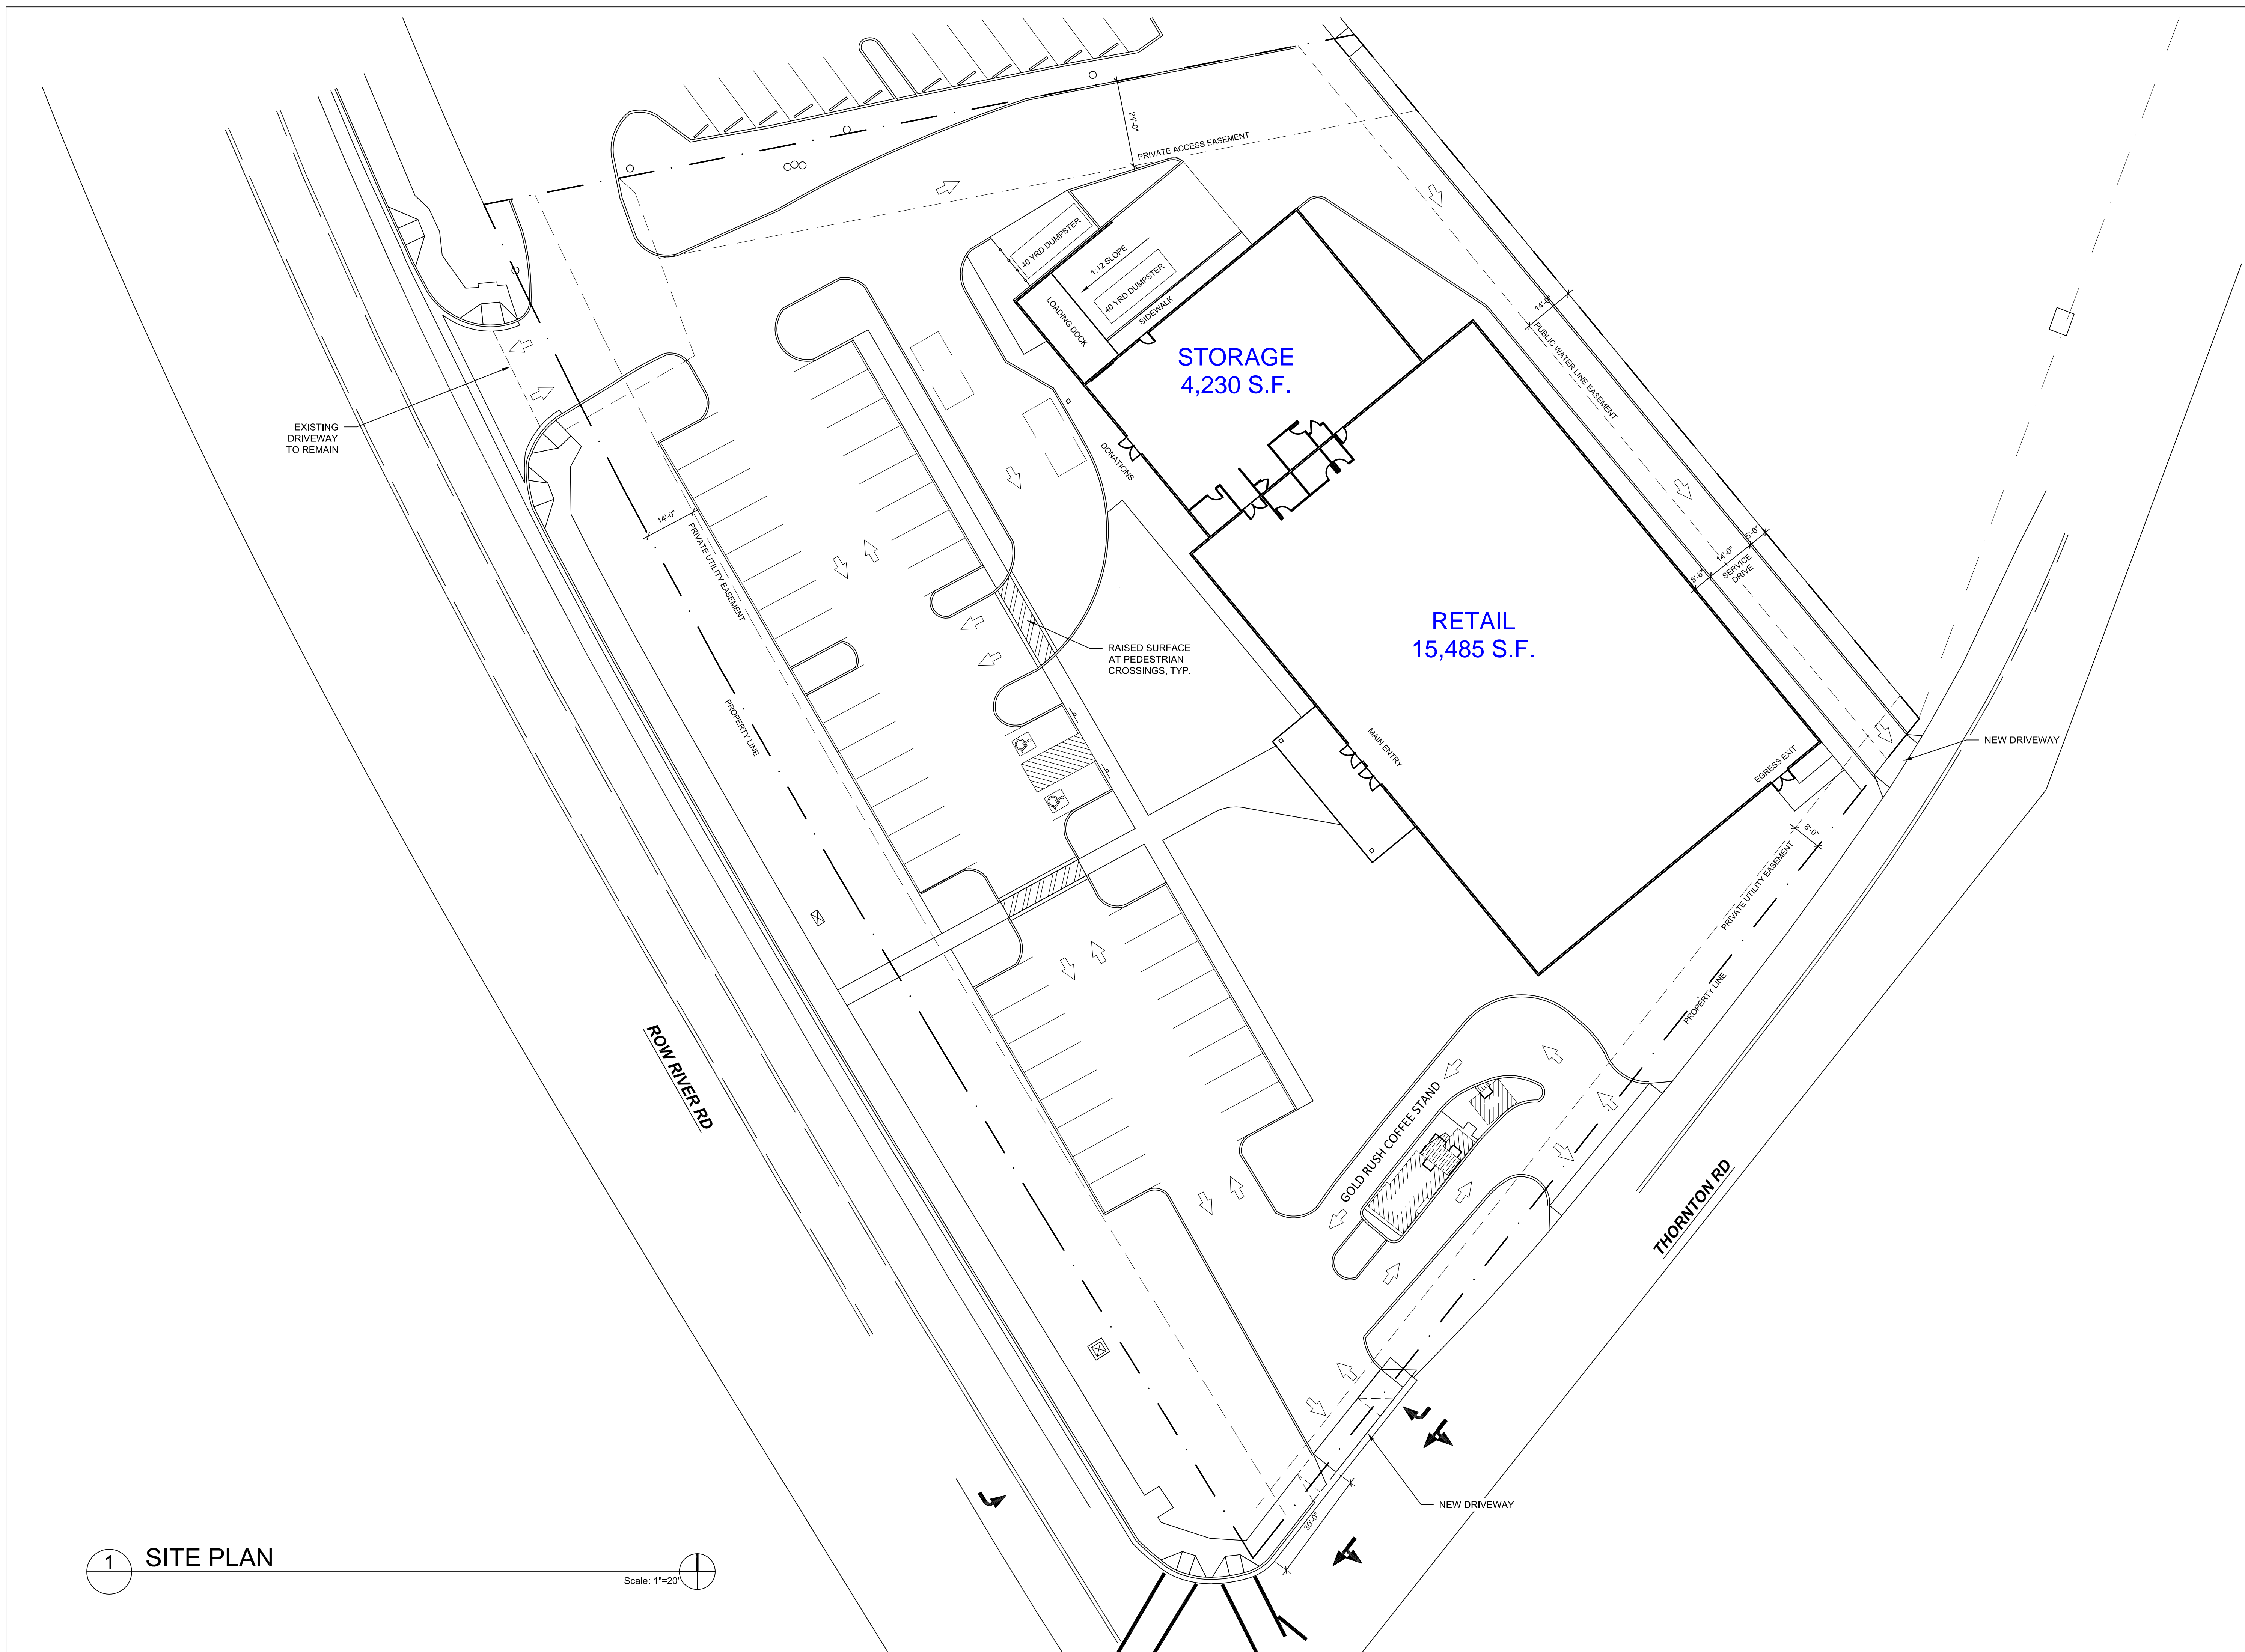 24'-0"
PRIVATE ACCESS EASEMENT
40 YRD DUMPSTER
1:12 SLOPE
40 YRD DUMPSTER
LOADING DOCK
SIDEWALK
14'-0"
PUBLIC WATER LINE EASEMENT
STORAGE
4,230 S.F.
EXISTING
DRIVEWAY
TO REMAIN
DONATIONS
14'-0"
PRIVATE UTILITY EASEMENT
5'-6"
14'-0"
SERVICE
DRIVE
5'-6"
RETAIL
15,485 S.F.
RAISED SURFACE
AT PEDESTRIAN
CROSSINGS, TYP.
PROPERTY LINE
MAIN ENTRY
NEW DRIVEWAY
EGRESS EXIT
8'-0"
PRIVATE UTILITY EASEMENT
PROPERTY LINE
ROW RIVER RD
GOLD RUSH COFFEE STAND
THORNTON RD
NEW DRIVEWAY
30'-0"
1
SITE PLAN
Scale: 1"=20'